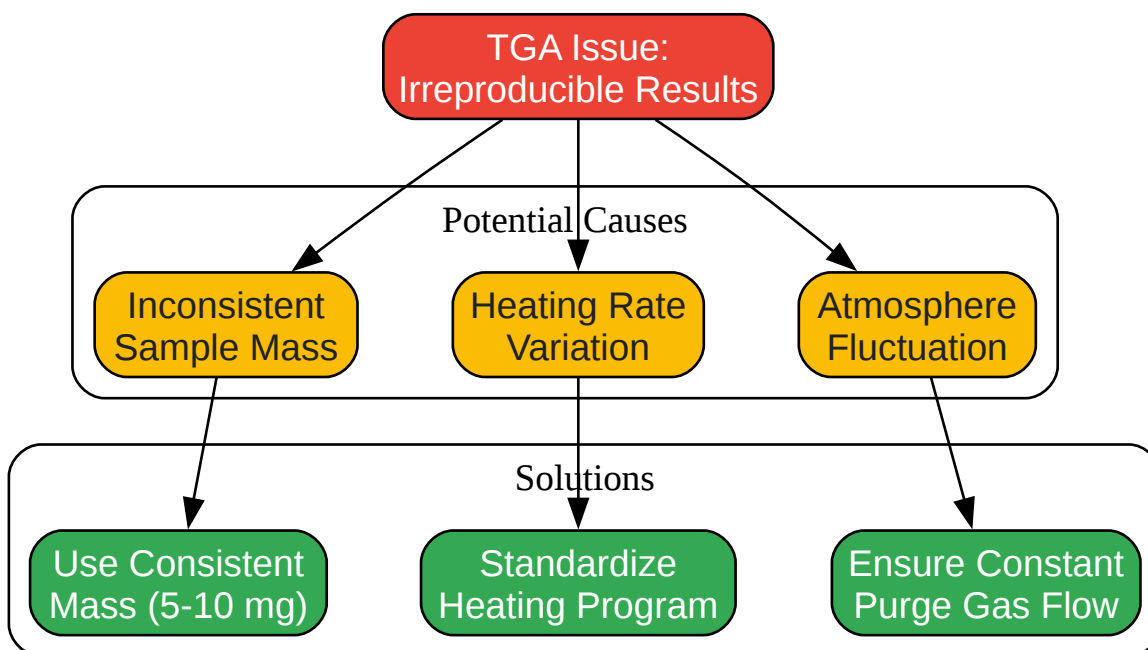 TGA Issue:
Irreproducible Results
Potential Causes
Inconsistent
Sample Mass
Heating Rate
Variation
Atmosphere
Fluctuation
Solutions
Use Consistent
Mass (5-10 mg)
Standardize
Heating Program
Ensure Constant
Purge Gas Flow